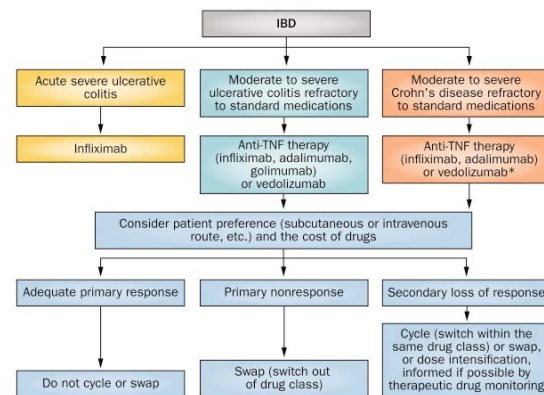 IBD
Acute severe ulcerative
colitis
Moderate to severe
ulcerative colitis refractory
to standard medications
Moderate to severe
Crohn's disease refractory
to standard medications
Infliximab
Anti-TNF therapy
(infliximab, adalimumab,
golimumab)
or vedolizumab
Anti-TNF therapy
(infliximab, adalimumab)
or vedolizumab*
Consider patient preference (subcutaneous or intravenous
route, etc.) and the cost of drugs
Adequate primary response
Primary nonresponse
Secondary loss of response
Do not cycle or swap
Swap (switch out
of drug class)
Cycle (switch within the
same drug class) or swap,
or dose intensification,
informed if possible by
therapeutic drug monitoring